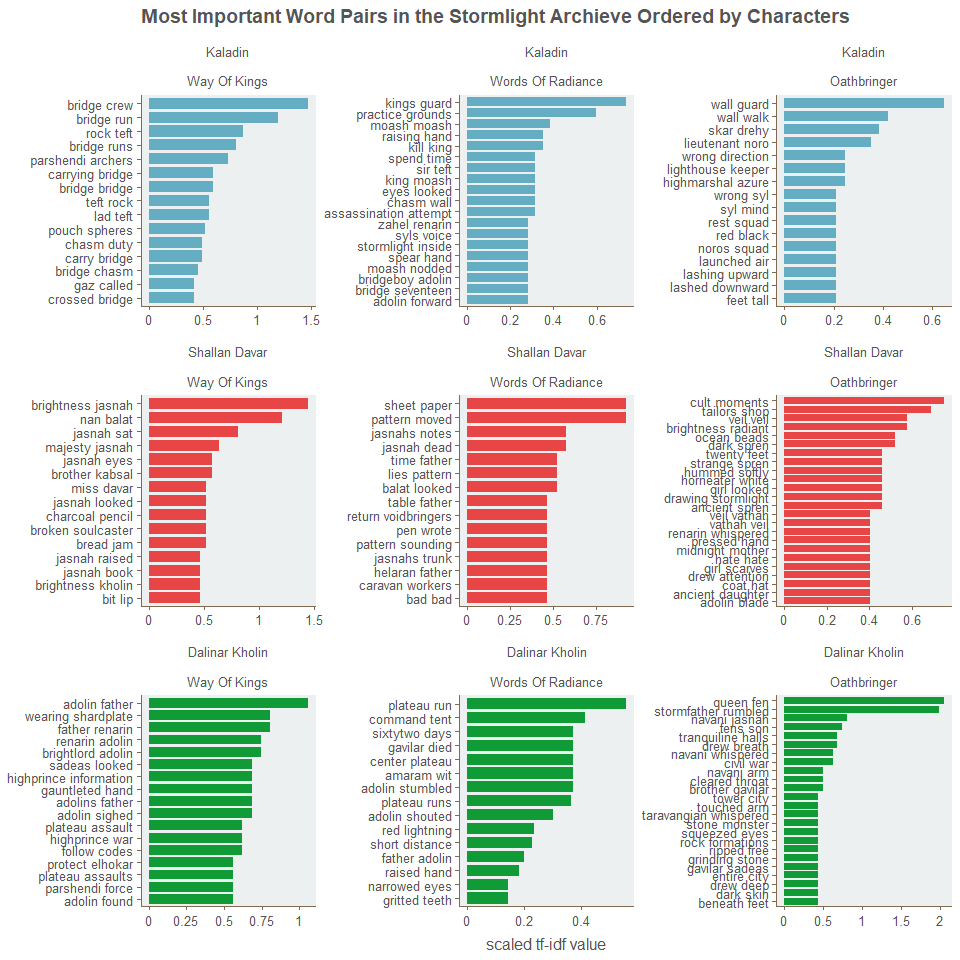 Most Important Word Pairs in the Stormlight Archieve Ordered by Characters
Kaladin
Way Of Kings
bridge crew
bridge run
rock teft
bridge runs
parshendi archers
carrying bridge
bridge bridge
teft rock
lad teft
pouch spheres
chasm duty
carry bridge
bridge chasm
gaz called
crossed bridge
0 0.5 1 1.5
Kaladin
Words Of Radiance
kings guard
practice grounds
moash moash
raising hand
kill king
spend time
sir teft
king moash
eyes looked
chasm wall
assassination attempt
zahel renarin
syls voice
stormlight inside
spear hand
moash nodded
bridgeboy adolin
bridge seventeen
adolin forward
0 0.2 0.4 0.6
Kaladin
Oathbringer
wall guard
wall walk
skar drehy
lieutenant noro
wrong direction
lighthouse keeper
highmarshal azure
wrong syl
syl mind
rest squad
red black
noros squad
launched air
lashing upward
lashed downward
feet tall
0 0.2 0.4 0.6
Shallan Davar
Way Of Kings
brightness jasnah
nan balat
jasnah sat
majesty jasnah
jasnah eyes
brother kabsal
miss davar
jasnah looked
charcoal pencil
broken soulcaster
bread jam
jasnah raised
jasnah book
brightness kholin
bit lip
0 0.5 1 1.5
Shallan Davar
Words Of Radiance
sheet paper
pattern moved
jasnahs notes
jasnah dead
time father
lies pattern
balat looked
table father
return voidbringers
pen wrote
pattern sounding
jasnahs trunk
helaran father
caravan workers
bad bad
0 0.25 0.5 0.75
Shallan Davar
Oathbringer
cult moments
tailors shop
veil veil
brightness radiant
ocean beads
dark spren
twenty feet
strange spren
hummed softly
horneater white
girl looked
drawing stormlight
ancient spren
veil vathah
vathah veil
renarin whispered
pressed hand
midnight mother
hate hate
girl scarves
drew attention
coat hat
ancient daughter
adolin blade
0 0.2 0.4 0.6
Dalinar Kholin
Way Of Kings
adolin father
wearing shardplate
father renarin
renarin adolin
brightlord adolin
sadeas looked
highprince information
gauntleted hand
adolins father
adolin sighed
plateau assault
highprince war
follow codes
protect elhokar
plateau assaults
parshendi force
adolin found
0 0.25 0.5 0.75 1
Dalinar Kholin
Words Of Radiance
plateau run
command tent
sixtytwo days
gavilar died
center plateau
amaram wit
adolin stumbled
plateau runs
adolin shouted
red lightning
short distance
father adolin
raised hand
narrowed eyes
gritted teeth
0 0.2 0.4
Dalinar Kholin
Oathbringer
queen fen
stormfather rumbled
navani jasnah
fens son
tranquiline halls
drew breath
navani whispered
civil war
navani arm
cleared throat
brother gavilar
tower city
touched arm
taravangian whispered
stone monster
squeezed eyes
rock formations
ripped free
grinding stone
gavilar sadeas
entire city
drew deep
dark skin
beneath feet
0 0.5 1 1.5 2
scaled tf-idf value